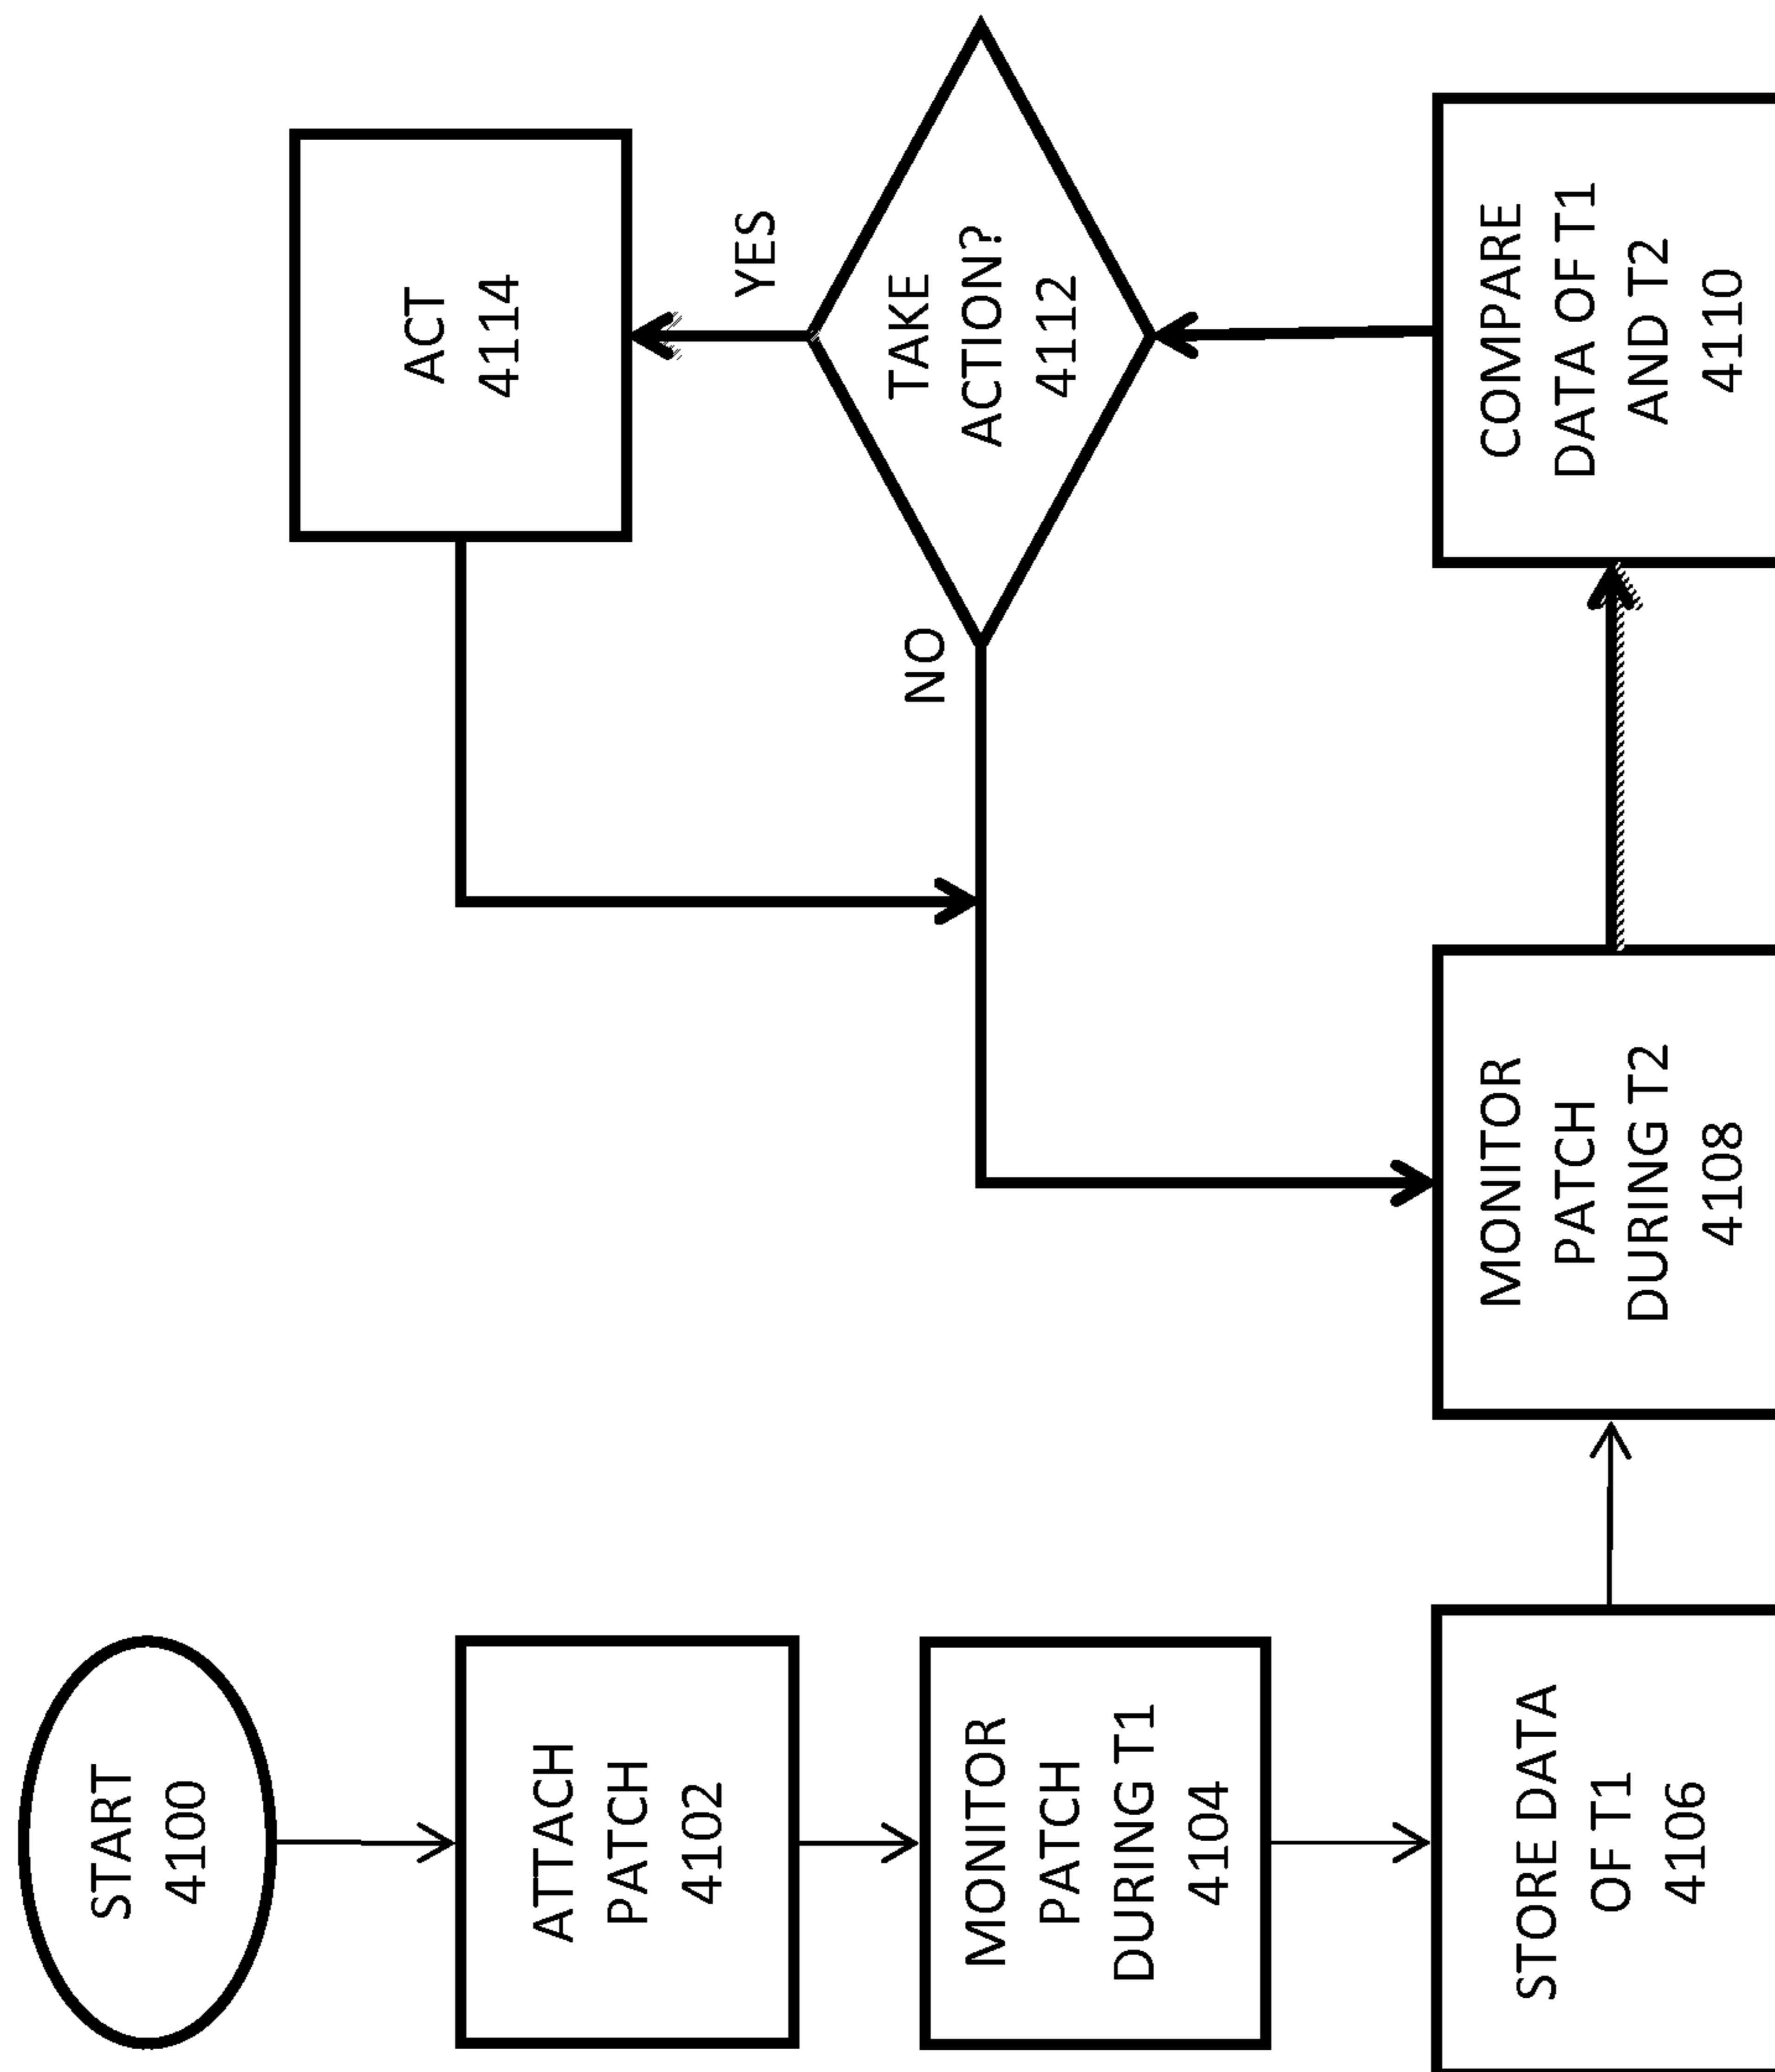 START
4100
ATTACH
PATCH
4102
MONITOR
PATCH
DURING T1
4104
STORE DATA
OF T1
4106
MONITOR
PATCH
DURING T2
4108
COMPARE
DATA OF T1
AND T2
4110
TAKE
ACTION?
4112
NO
YES
ACT
4114